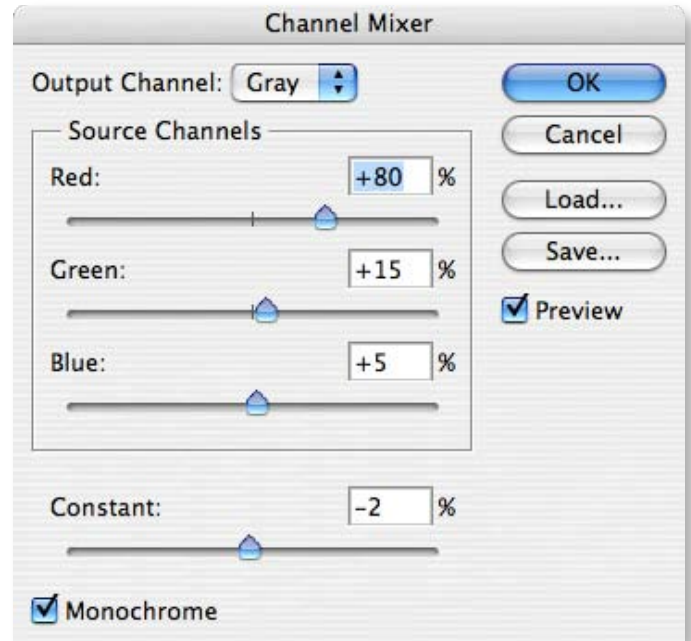 Channel Mixer
Output Channel: Gray
OK
Source Channels
Cancel
Red: +80 %
Load...
Green: +15 %
Save...
Preview
Blue: +5 %
Constant: -2 %
Monochrome